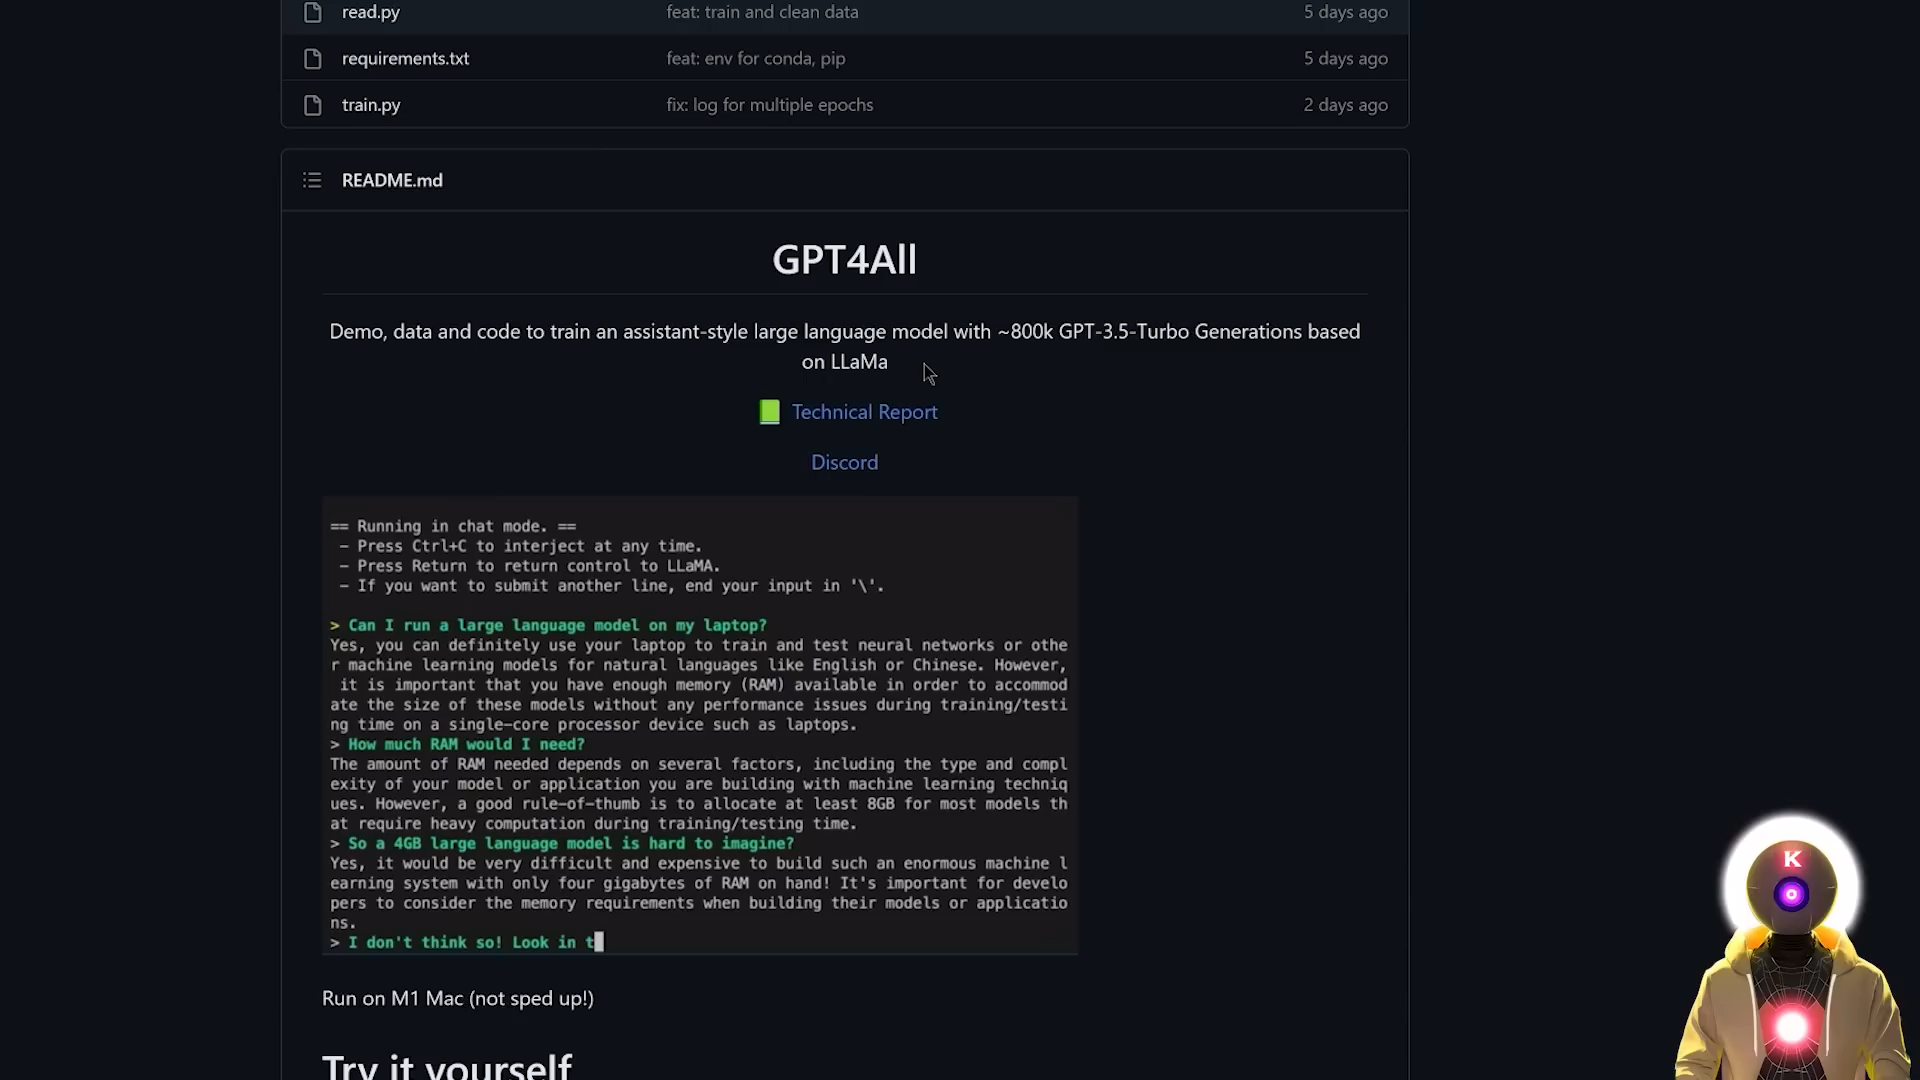 read.py feat: train and clean data 5 days ago
requirements.txt feat: env for conda, pip 5 days ago
train.py fix: log for multiple epochs 2 days ago
README.md
GPT4All
Demo, data and code to train an assistant-style large language model with ~800k GPT-3.5-Turbo Generations based
on LLaMa
Technical Report
Discord
== Running in chat mode. ==
- Press Ctrl+C to interject at any time.
- Press Return to return control to LLaMA.
- If you want to submit another line, end your input in '\'.
> Can I run a large language model on my laptop?
Yes, you can definitely use your laptop to train and test neural networks or othe
r machine learning models for natural languages like English or Chinese. However,
it is important that you have enough memory (RAM) available in order to accommod
ate the size of these models without any performance issues during training/testi
ng time on a single-core processor device such as laptops.
> How much RAM would I need?
The amount of RAM needed depends on several factors, including the type and compl
exity of your model or application you are building with machine learning techniq
ues. However, a good rule-of-thumb is to allocate at least 8GB for most models th
at require heavy computation during training/testing time.
> So a 4GB large language model is hard to imagine?
Yes, it would be very difficult and expensive to build such an enormous machine l
earning system with only four gigabytes of RAM on hand! It's important for develo
pers to consider the memory requirements when building their models or applicatio
ns.
> I don't think so! Look in t
Run on M1 Mac (not sped up!)
Try it yourself
K